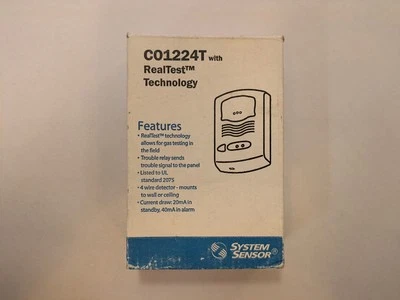 CO1224T with
RealTest™
Technology
Features
• RealTest™ technology
allows for gas testing in
the field
• Trouble relay sends
trouble signal to the panel
• Listed to UL
standard 2075
• 4 wire detector - mounts
to wall or ceiling
• Current draw: 20mA in
standby, 40mA in alarm
SYSTEM
SENSOR®